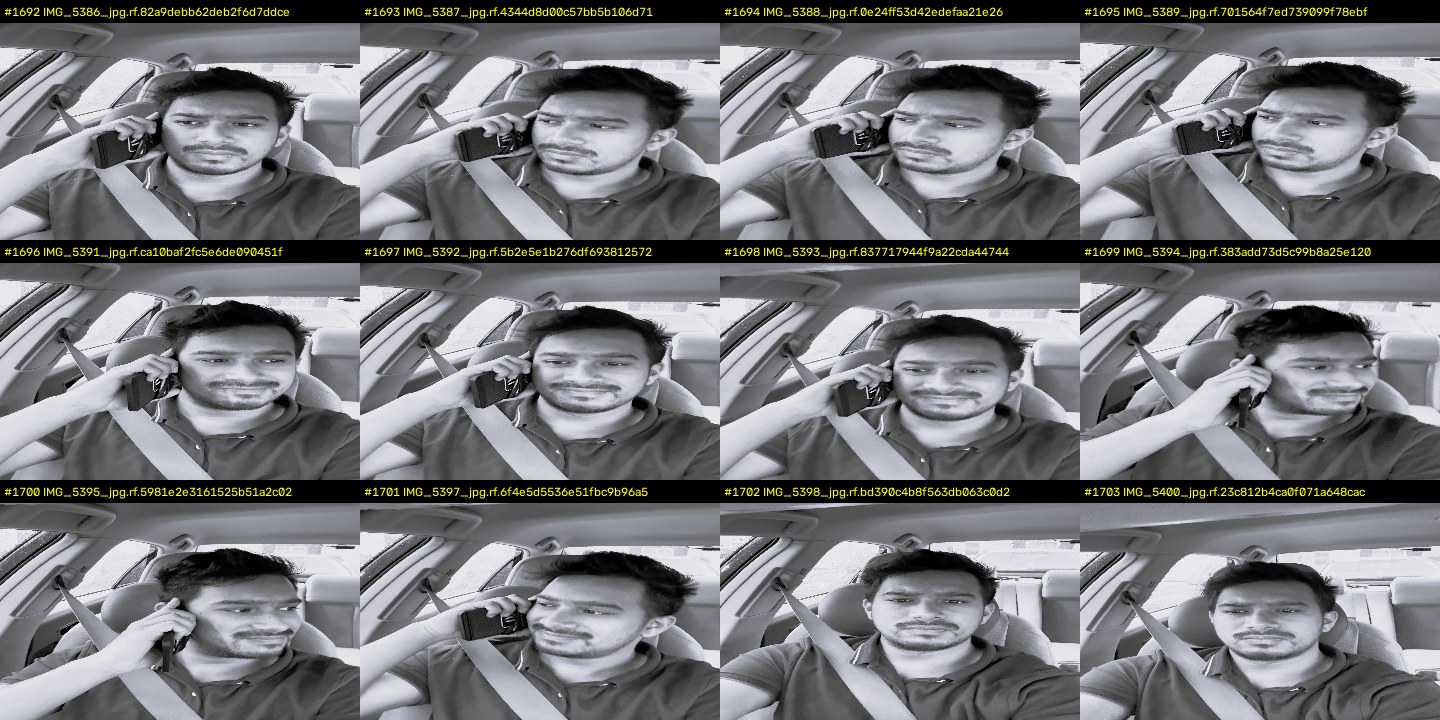 #1692 IMG_5386_jpg.rf.82a9debb62deb2f6d7ddce
#1693 IMG_5387_jpg.rf.4344d8d00c57bb5b106d71
#1694 IMG_5388_jpg.rf.0e24ff53d42edefaa21e26
#1695 IMG_5389_jpg.rf.701564f7ed739099f78ebf
#1696 IMG_5391_jpg.rf.ca10baf2fc5e6de090451f
#1697 IMG_5392_jpg.rf.5b2e5e1b276df693812572
#1698 IMG_5393_jpg.rf.837717944f9a22cda44744
#1699 IMG_5394_jpg.rf.383add73d5c99b8a25e120
#1700 IMG_5395_jpg.rf.5981e2e3161525b51a2c02
#1701 IMG_5397_jpg.rf.6f4e5d5536e51fbc9b96a5
#1702 IMG_5398_jpg.rf.bd390c4b8f563db063c0d2
#1703 IMG_5400_jpg.rf.23c812b4ca0f071a648cac